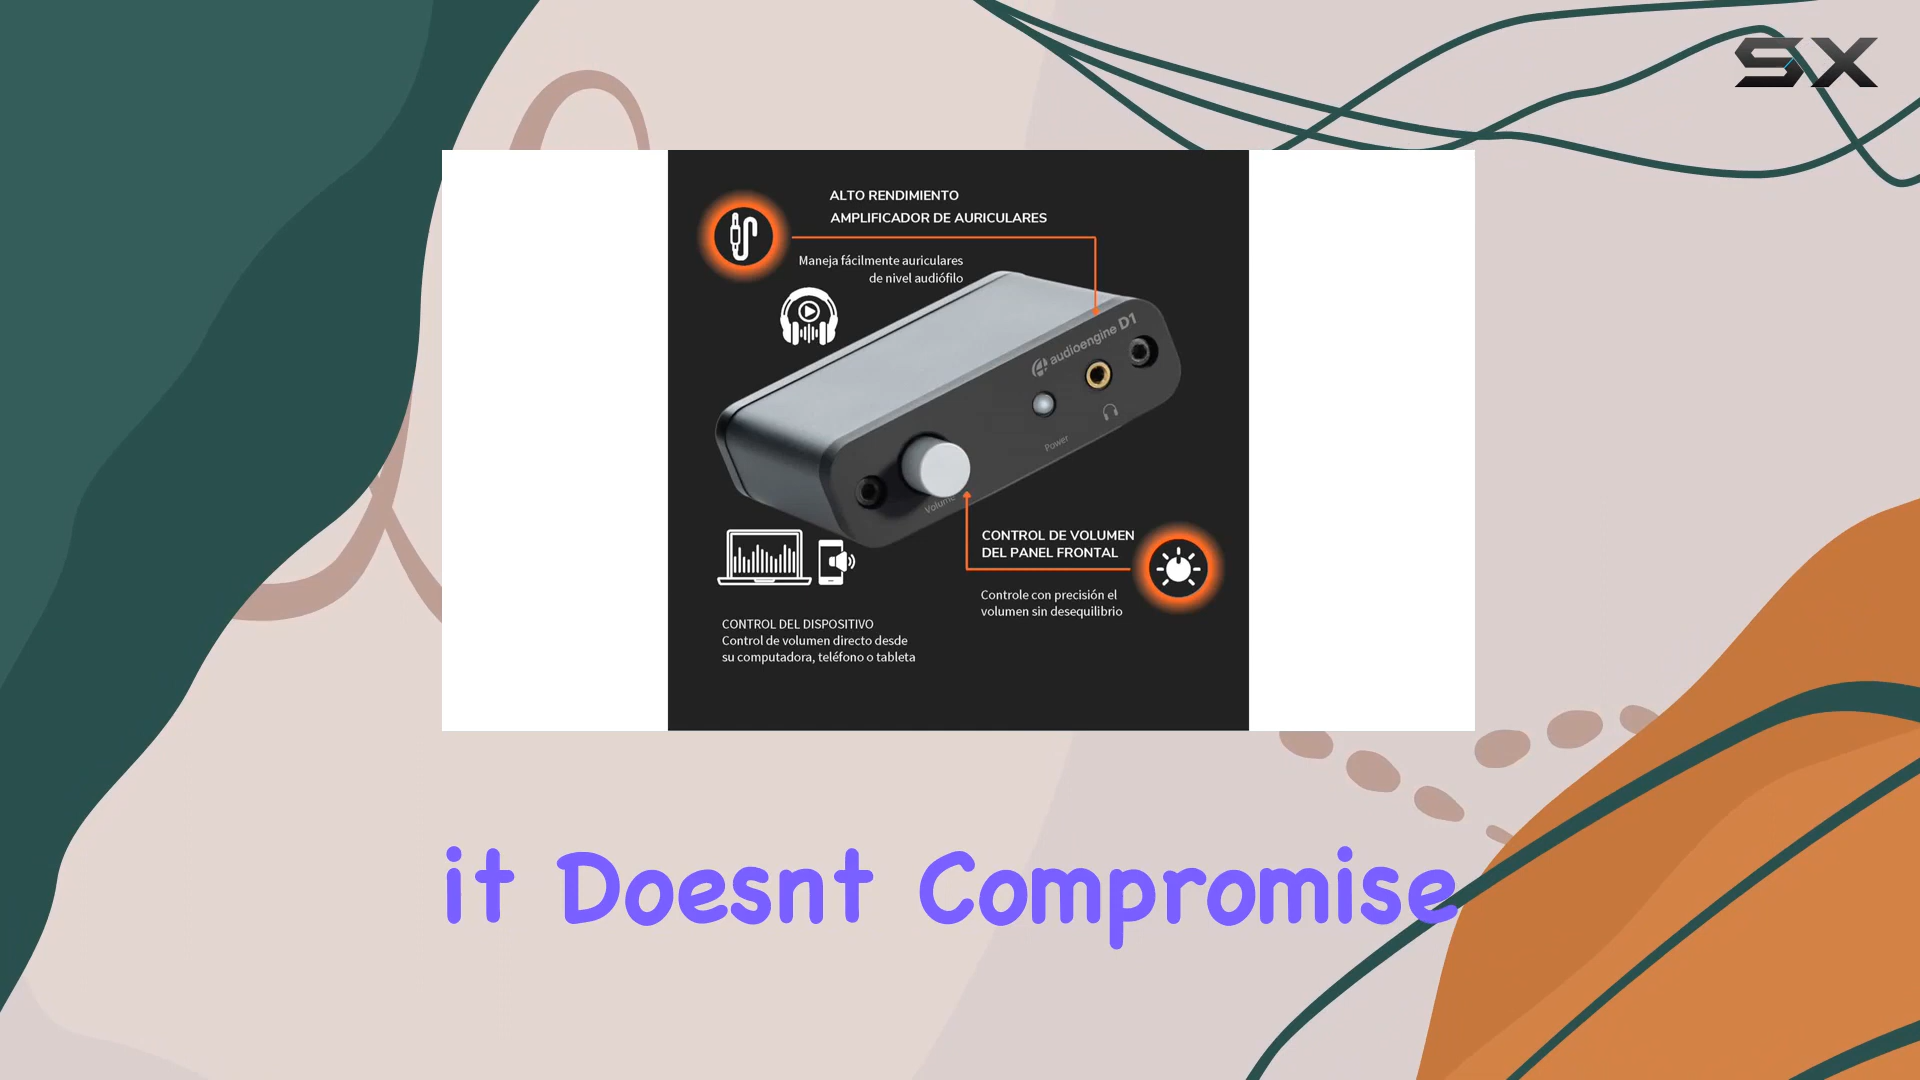 SX
ALTO RENDIMIENTO
AMPLIFICADOR DE AURICULARES
Maneja fácilmente auriculares
de nivel audiófilo
audioengine D1
Power
Volume
CONTROL DE VOLUMEN
DEL PANEL FRONTAL
Controle con precisión el
volumen sin desequilibrio
CONTROL DEL DISPOSITIVO
Control de volumen directo desde
su computadora, teléfono o tableta
it Doesnt Compromise